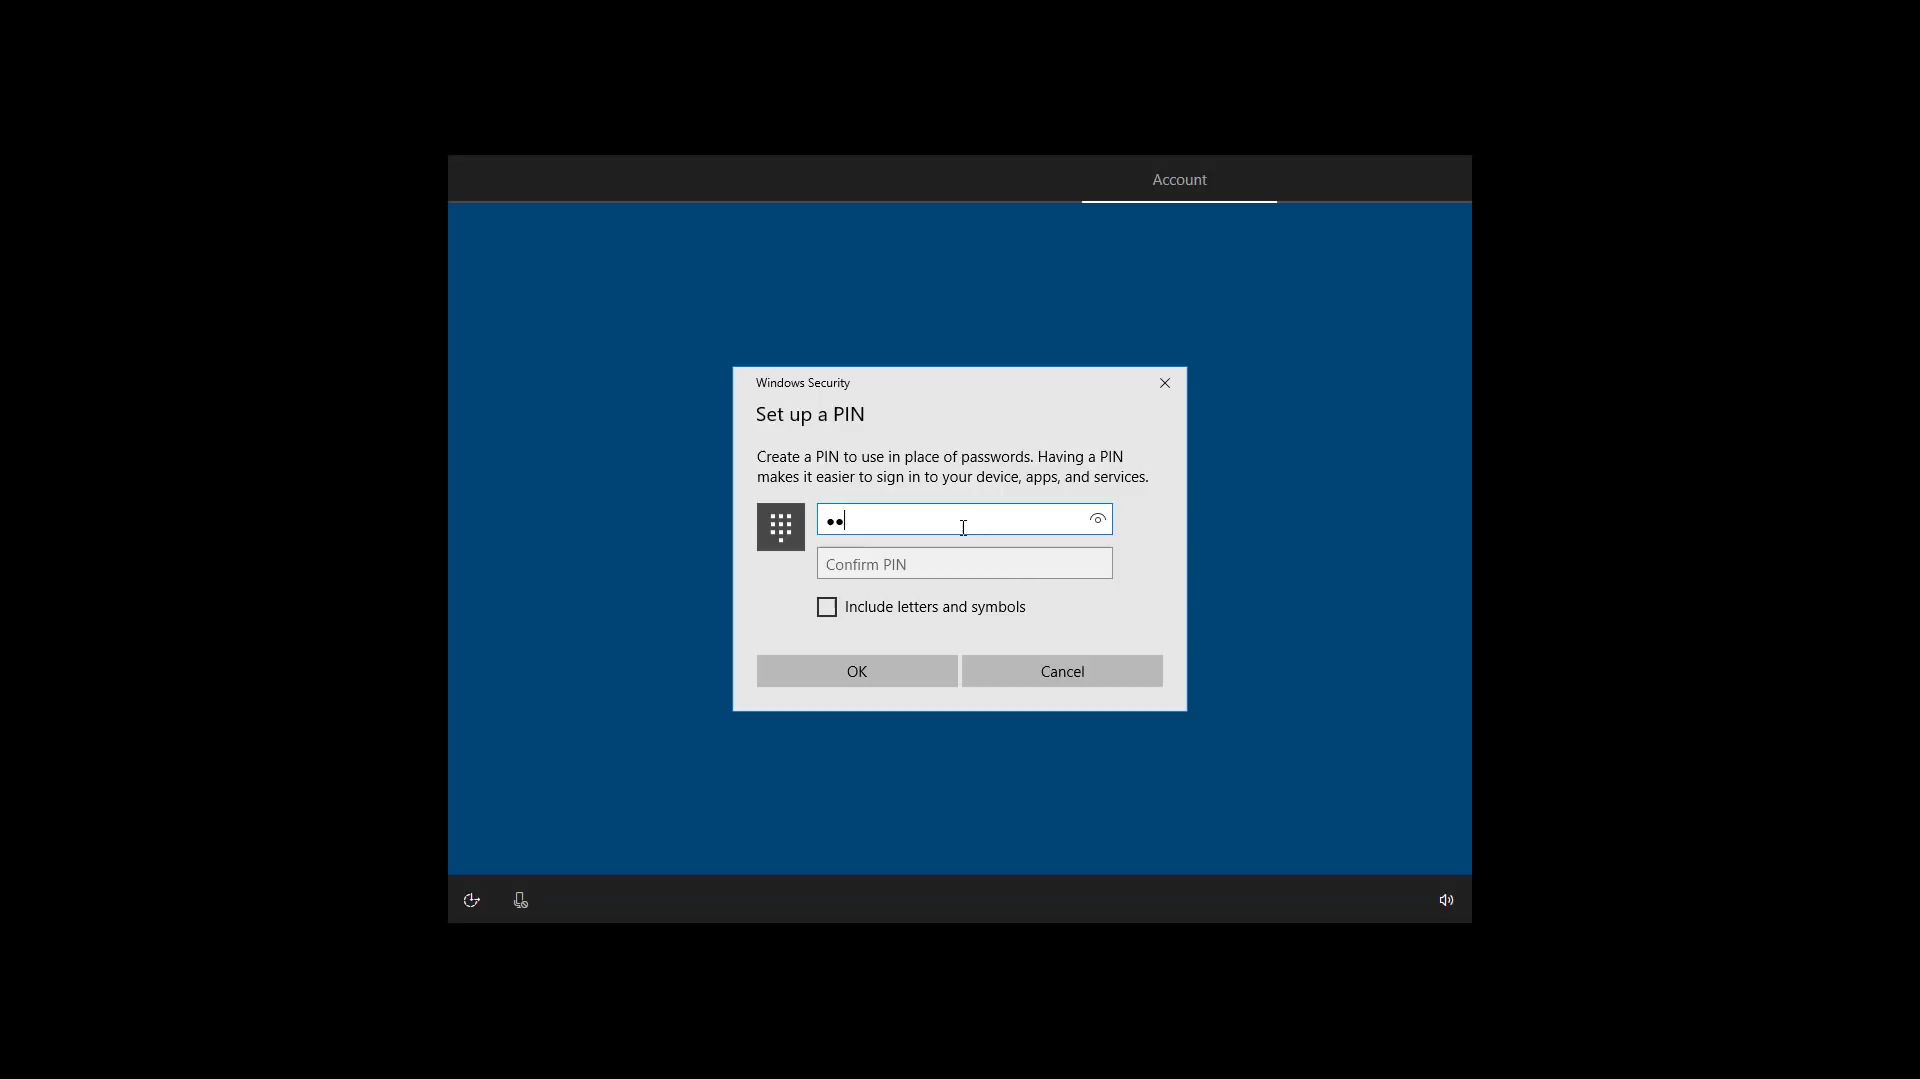 Account
Windows Security
Set up a PIN
Create a PIN to use in place of passwords. Having a PIN
makes it easier to sign in to your device, apps, and services.
●●
Confirm PIN
Include letters and symbols
OK
Cancel